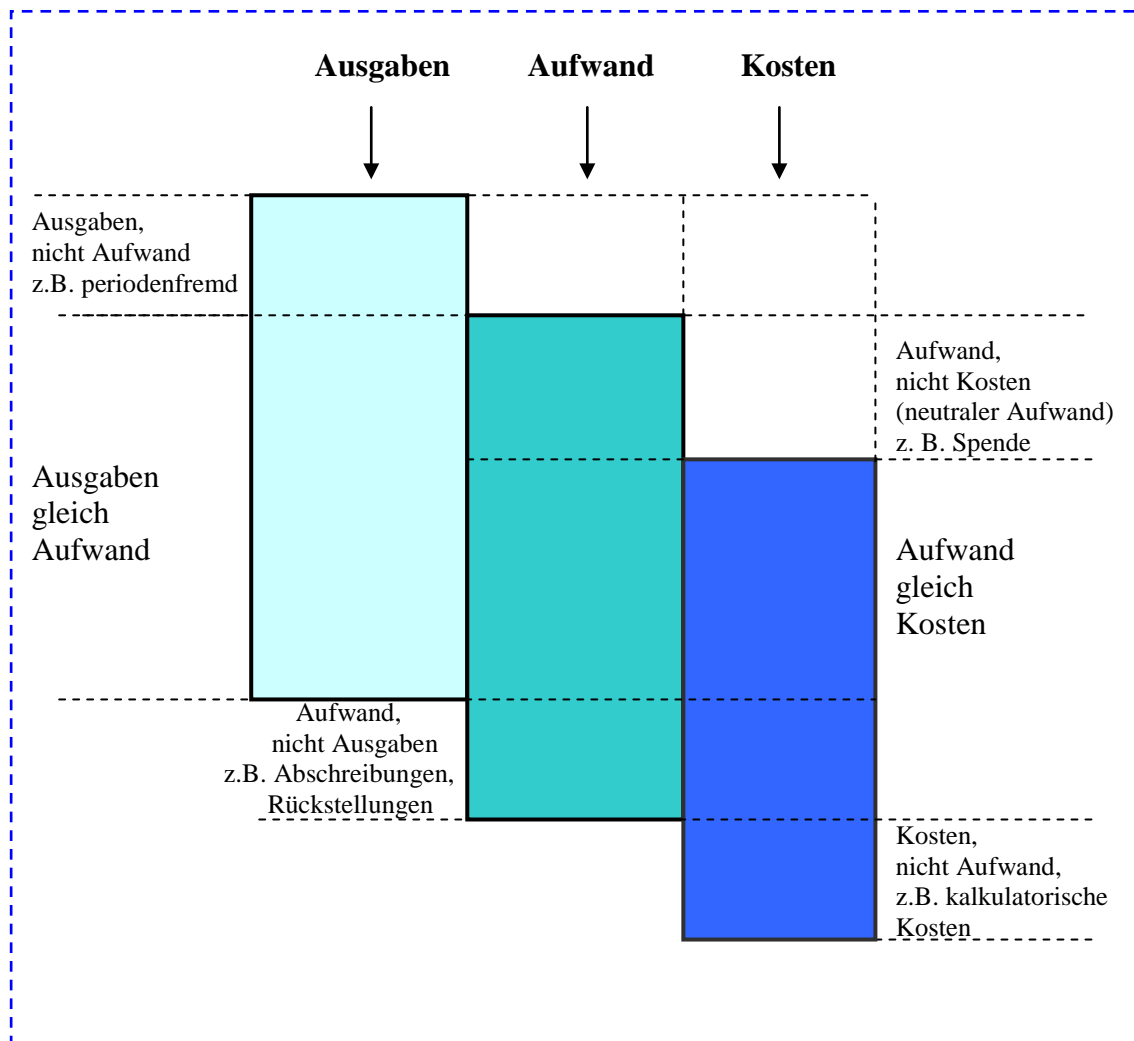 Ausgaben Aufwand Kosten
Ausgaben,
nicht Aufwand
z.B. periodenfremd
Aufwand,
nicht Kosten
(neutraler Aufwand)
z. B. Spende
Ausgaben
gleich
Aufwand
Aufwand
gleich
Kosten
Aufwand,
nicht Ausgaben
z.B. Abschreibungen,
Rückstellungen
Kosten,
nicht Aufwand,
z.B. kalkulatorische
Kosten